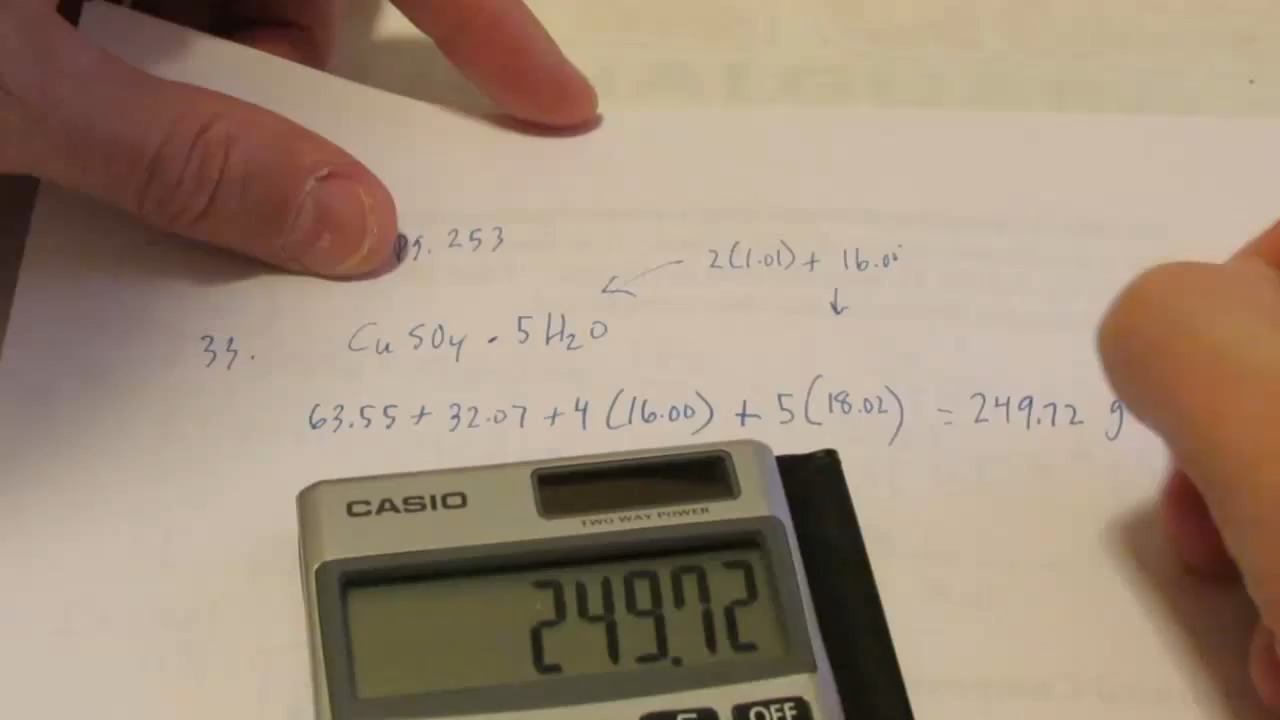 pg. 253
2(1.01) + 16.00
33. CuSO4 · 5H2O
63.55 + 32.07 + 4(16.00) + 5(18.02) = 249.72 g
CASIO
TWO WAY POWER
249.72
OFF